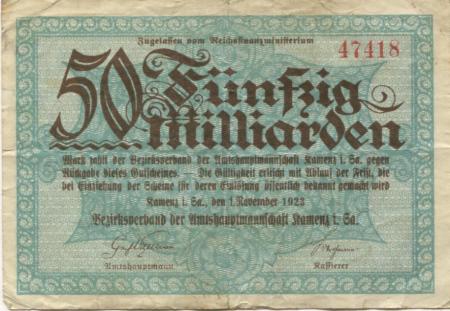 Zugelassen vom Reichsfinanzministerium
47418
50 Fünfzig
Milliarden
Mark zahlt der Bezirksverband der Amtshauptmannschaft Kamenz i. Sa. gegen
Rückgabe dieses Gutscheines. — Die Gültigkeit erlischt mit Ablauf der Frist, die
bei Einziehung der Scheine für deren Einlösung öffentlich bekannt gemacht wird
Kamenz i. Sa., den 1. November 1923
Bezirksverband der Amtshauptmannschaft Kamenz i. Sa.
Amtshauptmann
Kassierer